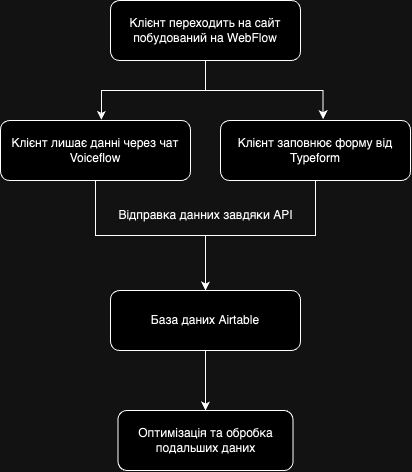 Клієнт переходить на сайт
побудований на WebFlow
Клієнт лишає данні через чат
Voiceflow
Клієнт заповнює форму від
Typeform
Відправка данних завдяки API
База даних Airtable
Оптимізація та обробка
подальших даних